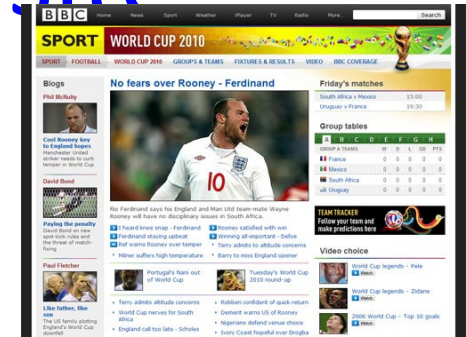 BBC Home News Sport Weather iPlayer TV Radio More... Search
SPORT WORLD CUP 2010
SPORT FOOTBALL WORLD CUP 2010 GROUPS & TEAMS FIXTURES & RESULTS VIDEO BBC COVERAGE
Blogs
Phil McNulty
Cool Rooney key
to England hopes
Manchester United
striker needs to curb
temper in World Cup
David Bond
Paying the penalty
David Bond on new
spot-kick rules and
the threat of match-
fixing
Paul Fletcher
Like father, like
son
The US family plotting
England's World Cup
downfall
No fears over Rooney - Ferdinand
10
Rio Ferdinand says his England and Man Utd team-mate Wayne
Rooney will have no disciplinary issues in South Africa.
I heard knee snap - Ferdinand
Ferdinand staying upbeat
Ref warns Rooney over temper
Milner suffers high temperature
Rooney satisfied with win
Winning all-important - Defoe
Terry admits to altitude concerns
Barry to miss England opener
Portugal's Nani out
of World Cup
Tuesday's World Cup
2010 round-up
Terry admits altitude concerns
World Cup nerves for South
Africa
England call too late - Scholes
Robben confident of quick return
Dement warns US of Rooney
Nigerians defend venue choice
Ivory Coast hopeful over Drogba
Friday's matches
South Africa v Mexico 15:00
Uruguay v France 19:30
Group tables
A B C D E F G H
GROUP A TEAMS W D L GD PTS
France 0 0 0 0 0
Mexico 0 0 0 0 0
South Africa 0 0 0 0 0
Uruguay 0 0 0 0 0
TEAM TRACKER
Follow your team and
make predictions here
Video choice
World Cup legends - Pele
Watch
World Cup legends - Zidane
Watch
2006 World Cup - Top 10 goals
Watch